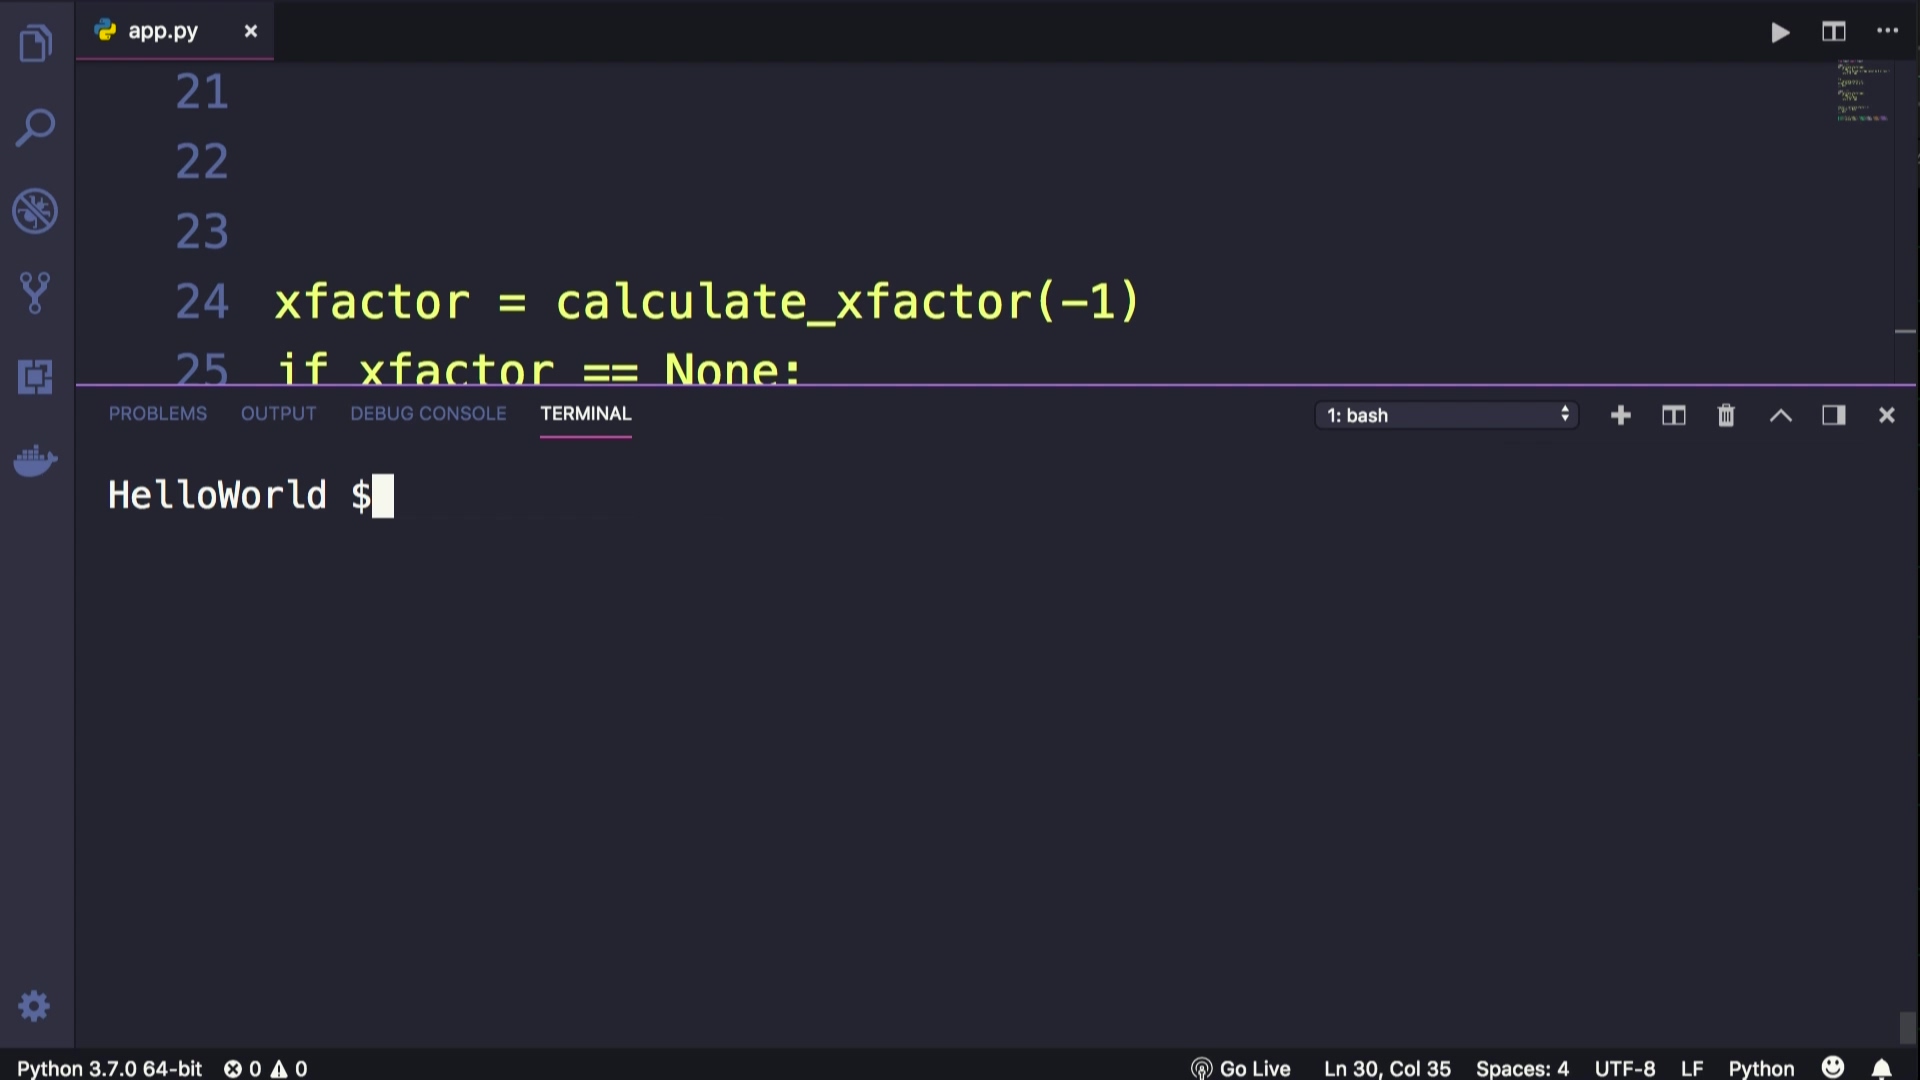 app.py
21
22
23
24 xfactor = calculate_xfactor(-1)
25 if xfactor == None:
PROBLEMS OUTPUT DEBUG CONSOLE TERMINAL 1: bash
HelloWorld $
Python 3.7.0 64-bit 0 0 Go Live Ln 30, Col 35 Spaces: 4 UTF-8 LF Python